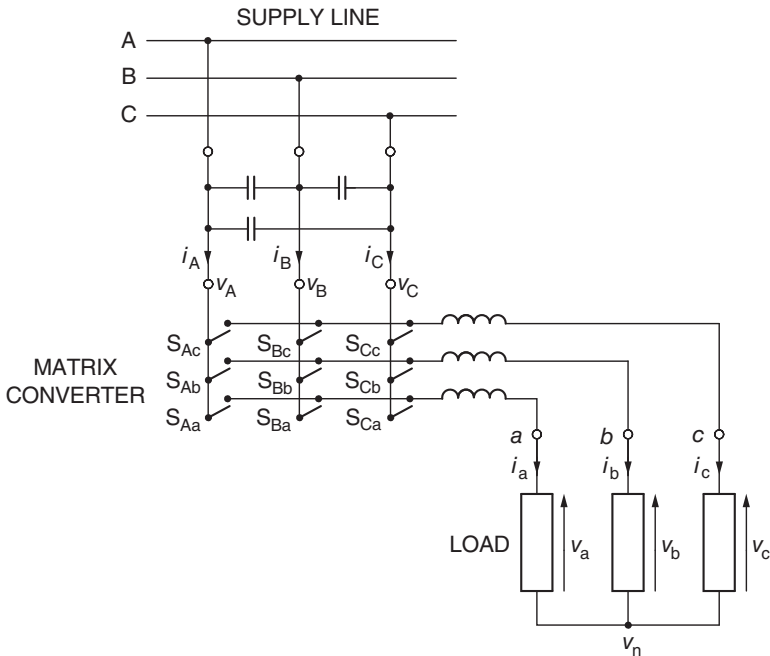 SUPPLY LINE
A
B
C
i_A i_B i_C
v_A v_B v_C
S_Ac S_Bc S_Cc
MATRIX
CONVERTER
S_Ab S_Bb S_Cb
S_Aa S_Ba S_Ca
a b c
i_a i_b i_c
LOAD
v_a v_b v_c
v_n